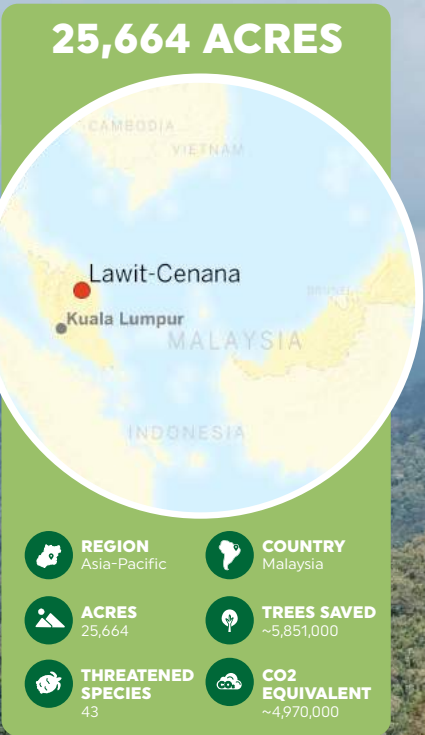 25,664 ACRES
CAMBODIA
VIETNAM
Lawit-Cenana
BRUNEI
Kuala Lumpur
MALAYSIA
INDONESIA
REGION
Asia-Pacific
COUNTRY
Malaysia
ACRES
25,664
TREES SAVED
~5,851,000
THREATENED
SPECIES
43
CO2
EQUIVALENT
~4,970,000